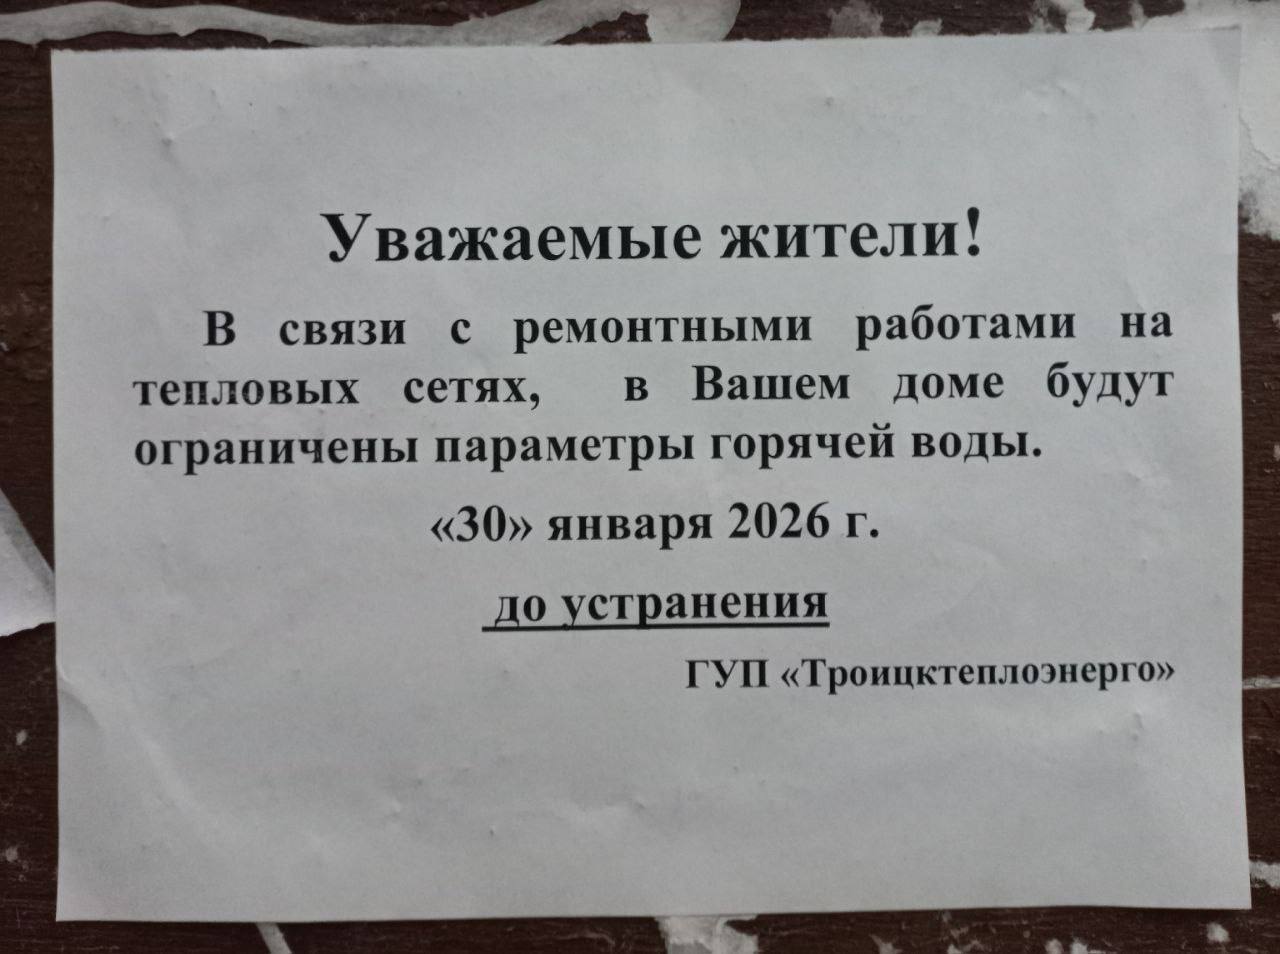 Уважаемые жители!
В связи с ремонтными работами на
тепловых сетях, в Вашем доме будут
ограничены параметры горячей воды.
«30» января 2026 г.
до устранения
ГУП «Троицктеплоэнерго»